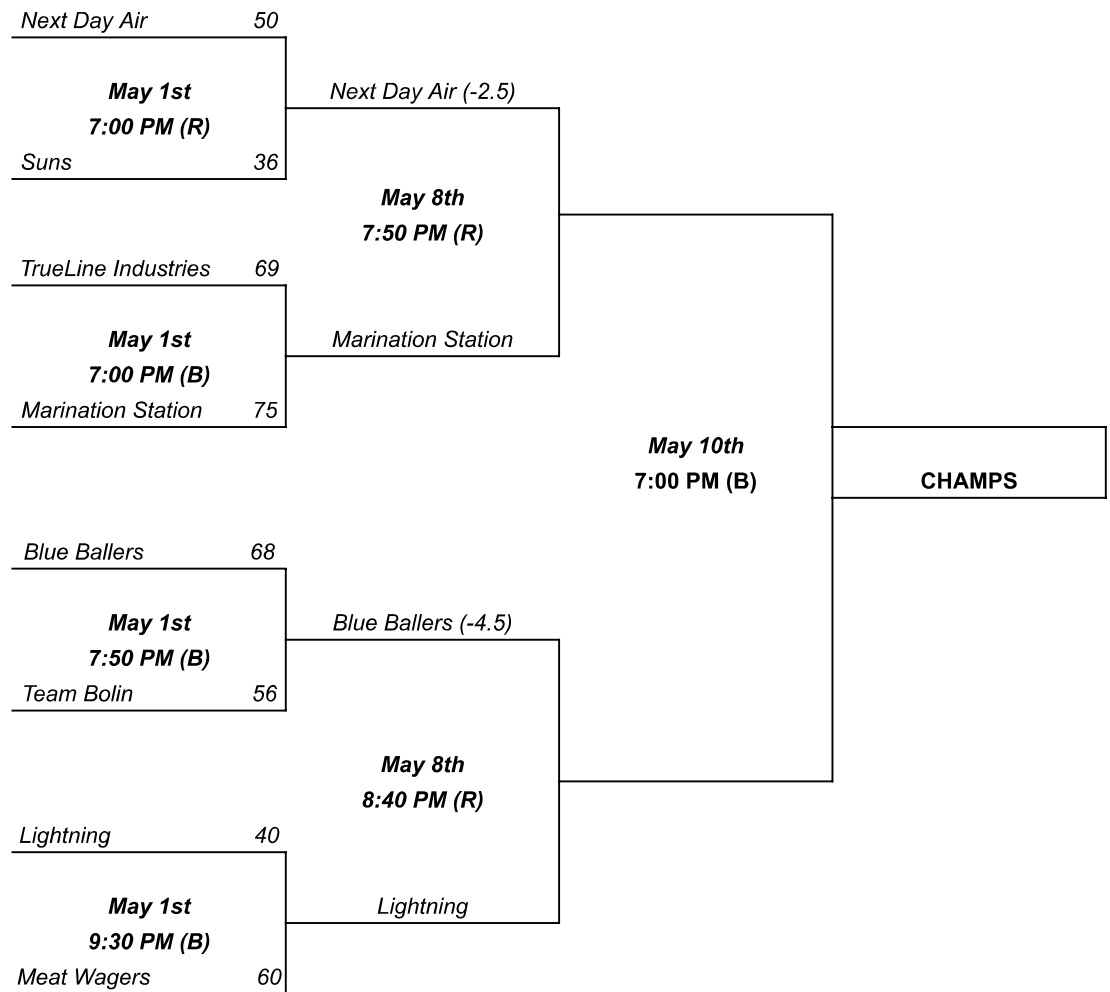 Next Day Air 50
May 1st
7:00 PM (R)
Suns 36
Next Day Air (-2.5)
May 8th
7:50 PM (R)
TrueLine Industries 69
May 1st
7:00 PM (B)
Marination Station 75
Marination Station
May 10th
7:00 PM (B)
CHAMPS
Blue Ballers 68
May 1st
7:50 PM (B)
Team Bolin 56
Blue Ballers (-4.5)
May 8th
8:40 PM (R)
Lightning 40
May 1st
9:30 PM (B)
Meat Wagers 60
Lightning